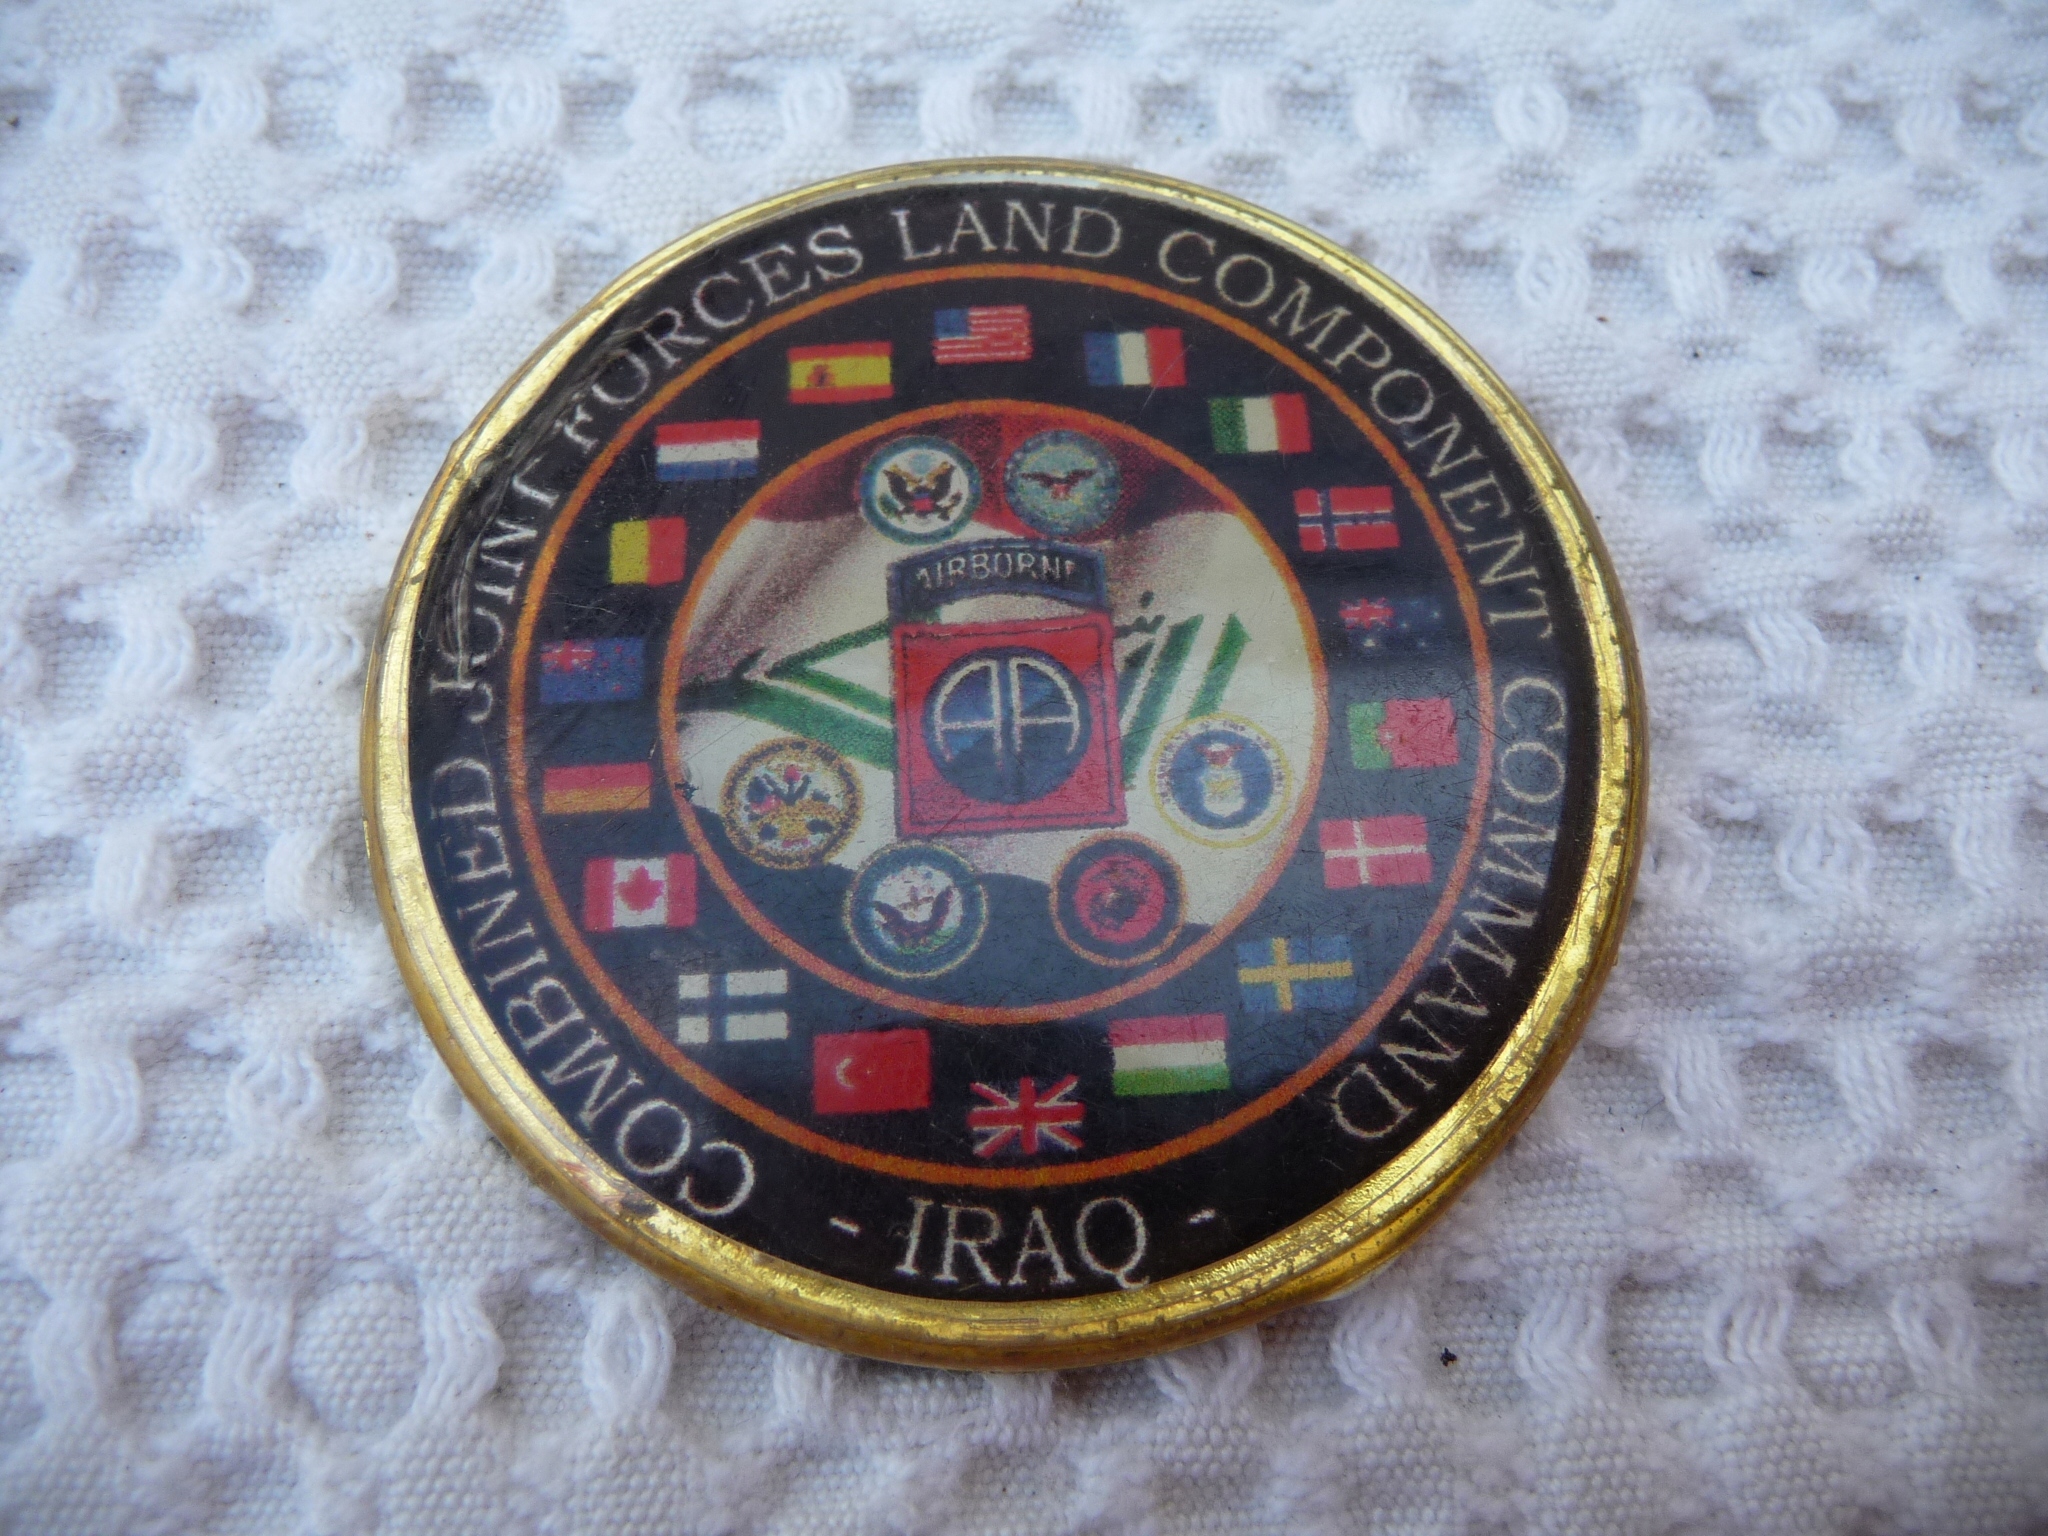 COMBINED JOINT FORCES LAND COMPONENT COMMAND
AIRBORNE
AA
- IRAQ -